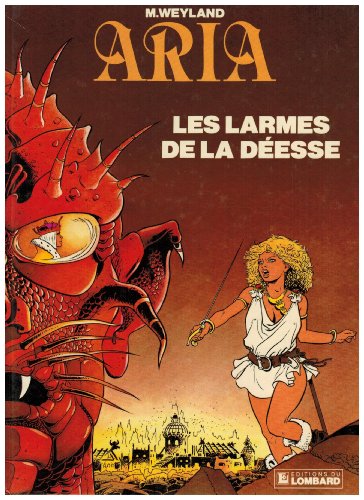 M.WEYLAND
ARIA
LES LARMES
DE LA DÉESSE
EDITIONS DU
LOMBARD